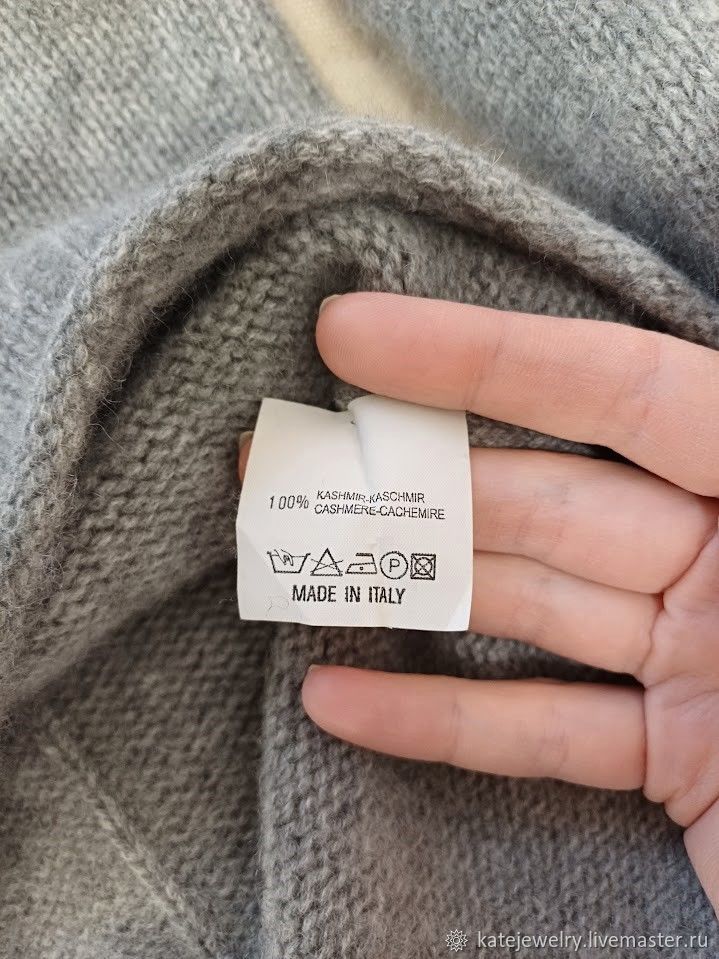 100% KASHMIR-KASCHMIR
CASHMERE-CACHEMIRE
P
MADE IN ITALY
katejewelry.livemaster.ru